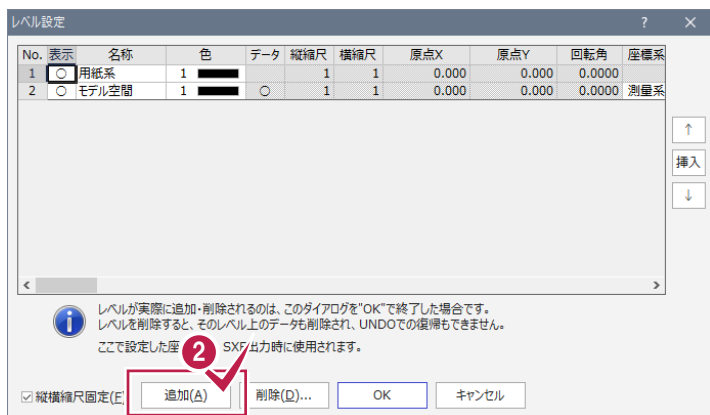 レベル設定 ? ×
No. 表示 名称 色 データ 縦縮尺 横縮尺 原点X 原点Y 回転角 座標系
1 ○ 用紙系 1 1 1 0.000 0.000 0.0000
2 ○ モデル空間 1 ○ 1 1 0.000 0.000 0.0000 測量系
↑
挿入
↓
レベルが実際に追加・削除されるのは、このダイアログを"OK"で終了した場合です。
レベルを削除すると、そのレベル上のデータも削除され、UNDOでの復帰もできません。
ここで設定した座 SXF出力時に使用されます。
2
縦横縮尺固定(F) 追加(A) 削除(D)... OK キャンセル